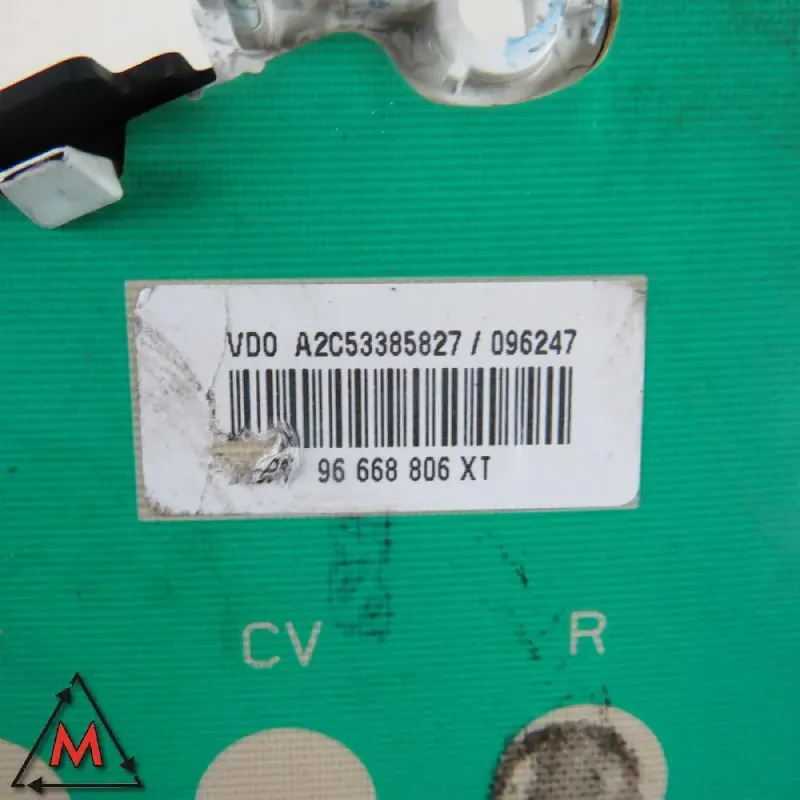 VDO A2C53385827 / 096247
96 668 806 XT
CV R
M